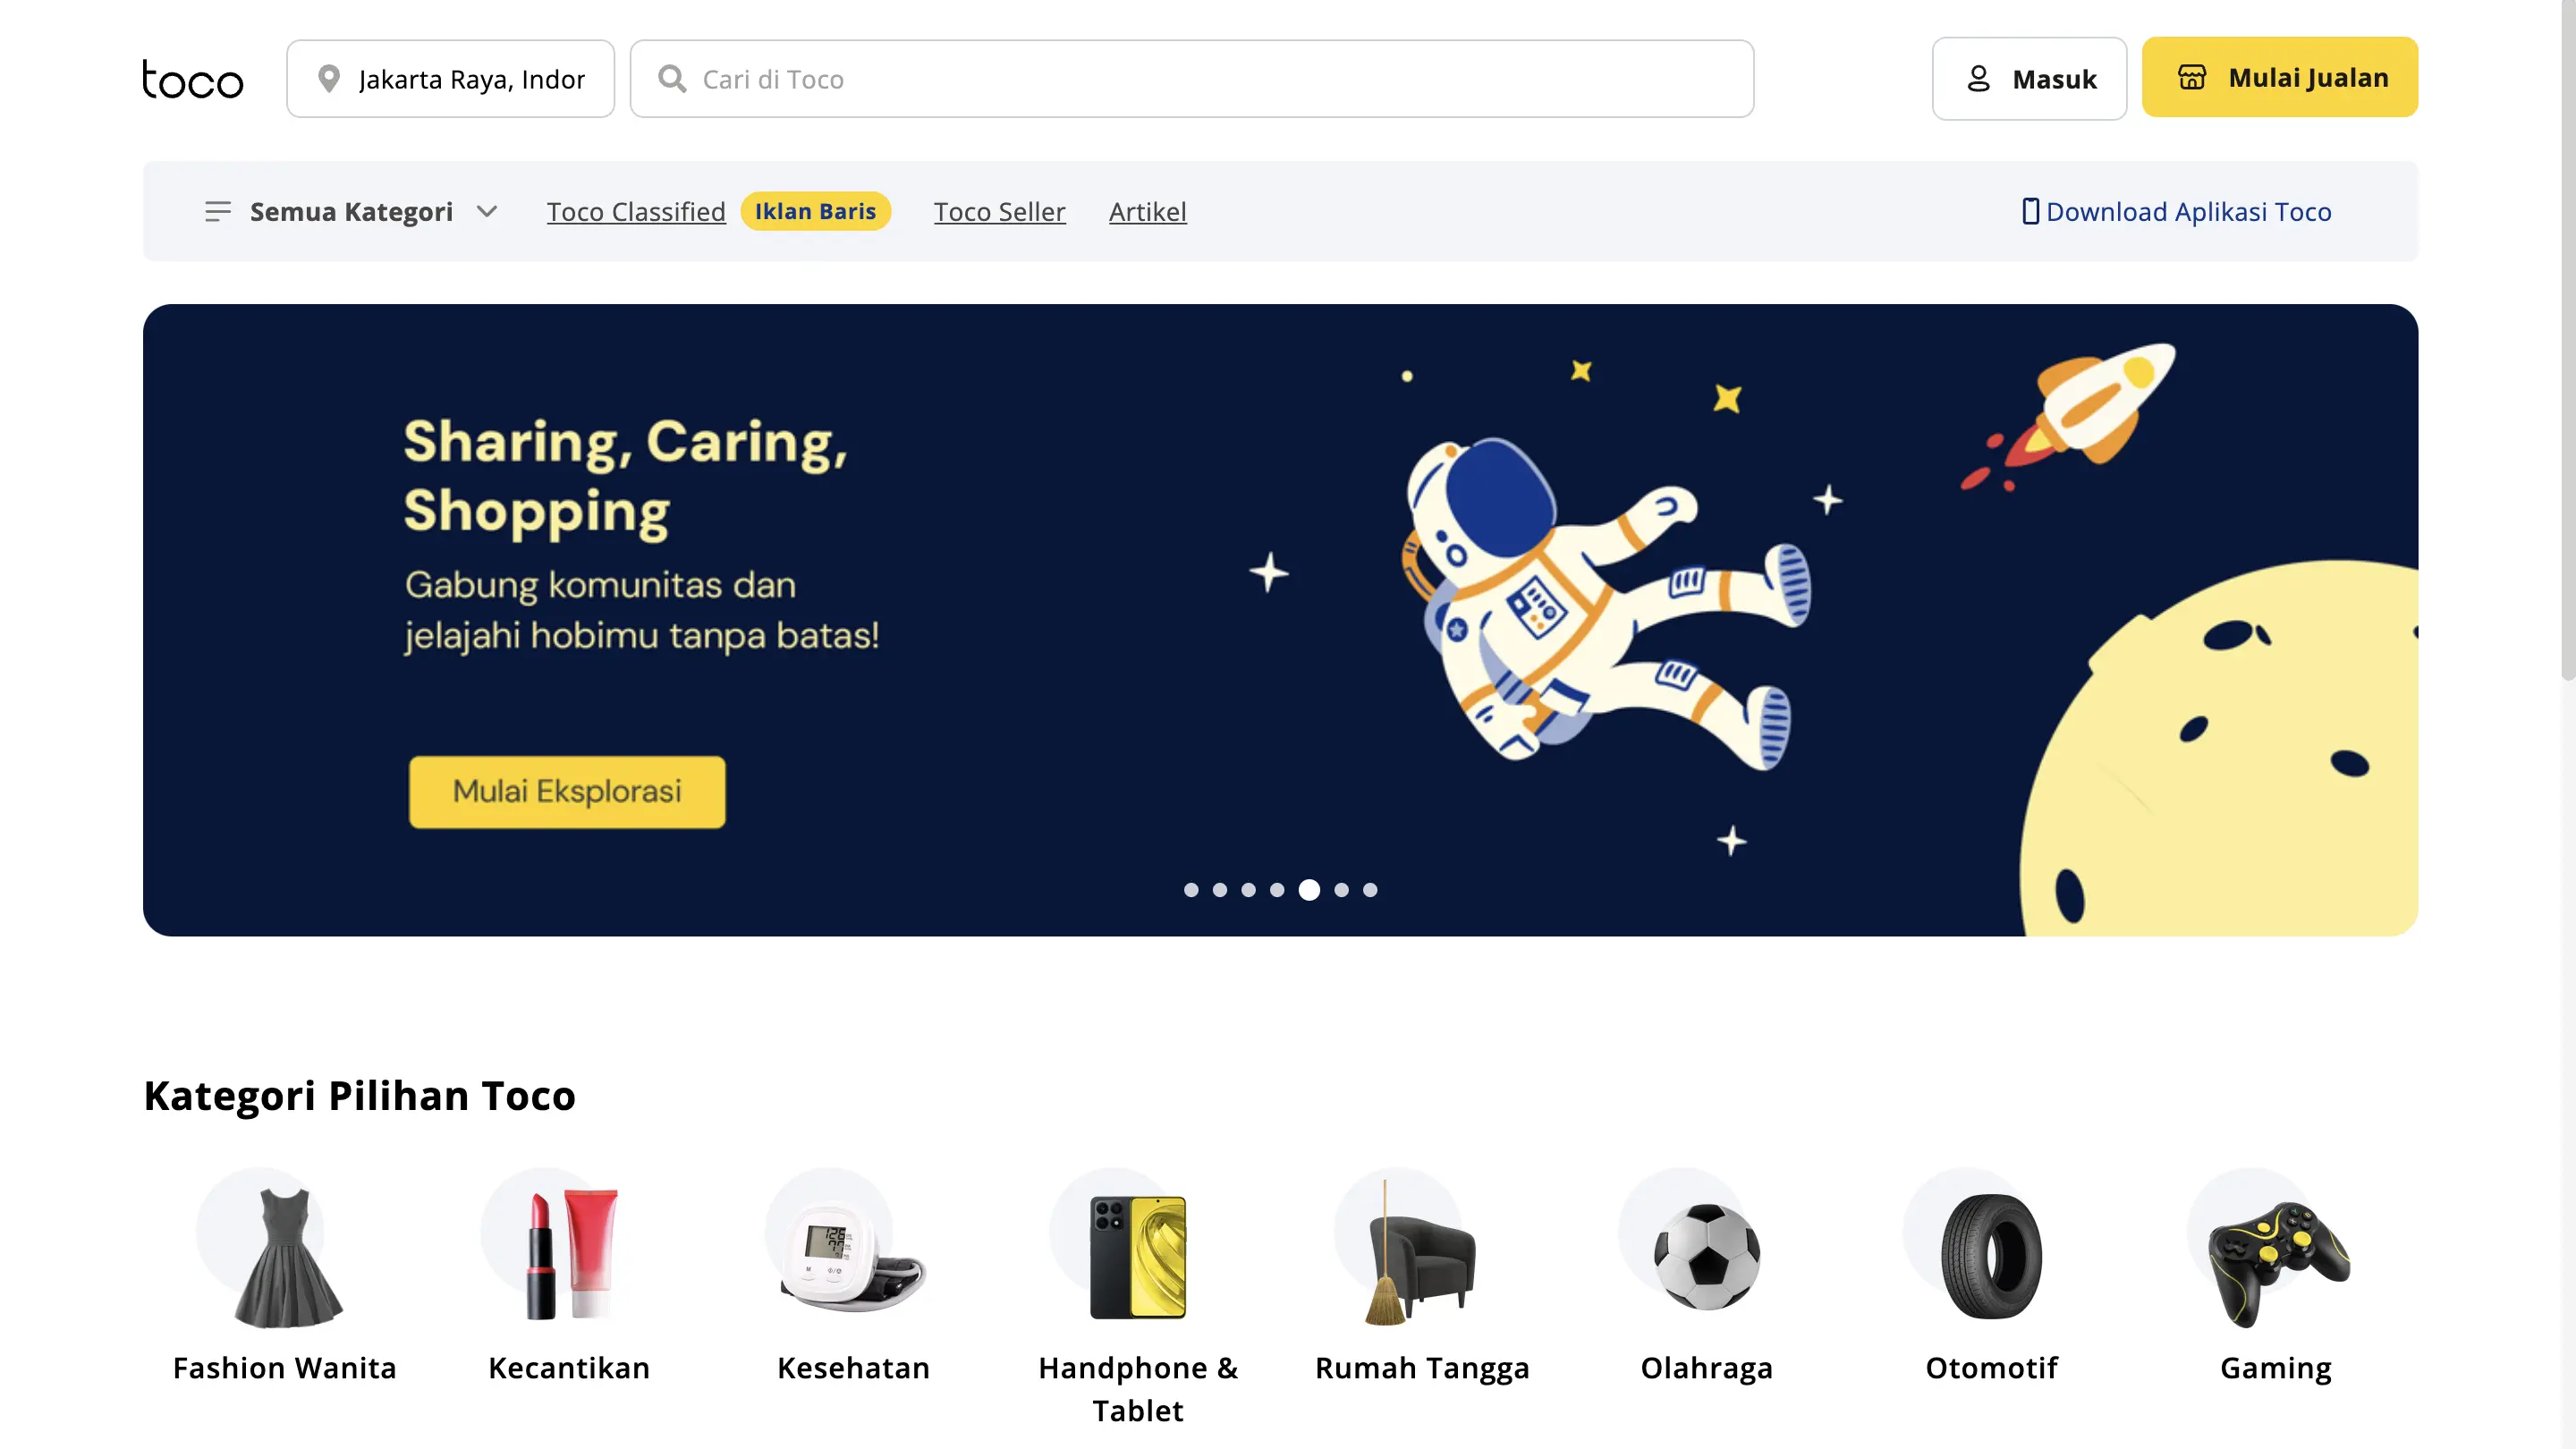 toco
Jakarta Raya, Indor
Cari di Toco
Masuk
Mulai Jualan
Semua Kategori
Toco Classified
Iklan Baris
Toco Seller
Artikel
Download Aplikasi Toco
Sharing, Caring,
Shopping
Gabung komunitas dan
jelajahi hobimu tanpa batas!
Mulai Eksplorasi
Kategori Pilihan Toco
Fashion Wanita
Kecantikan
Kesehatan
Handphone &
Tablet
Rumah Tangga
Olahraga
Otomotif
Gaming